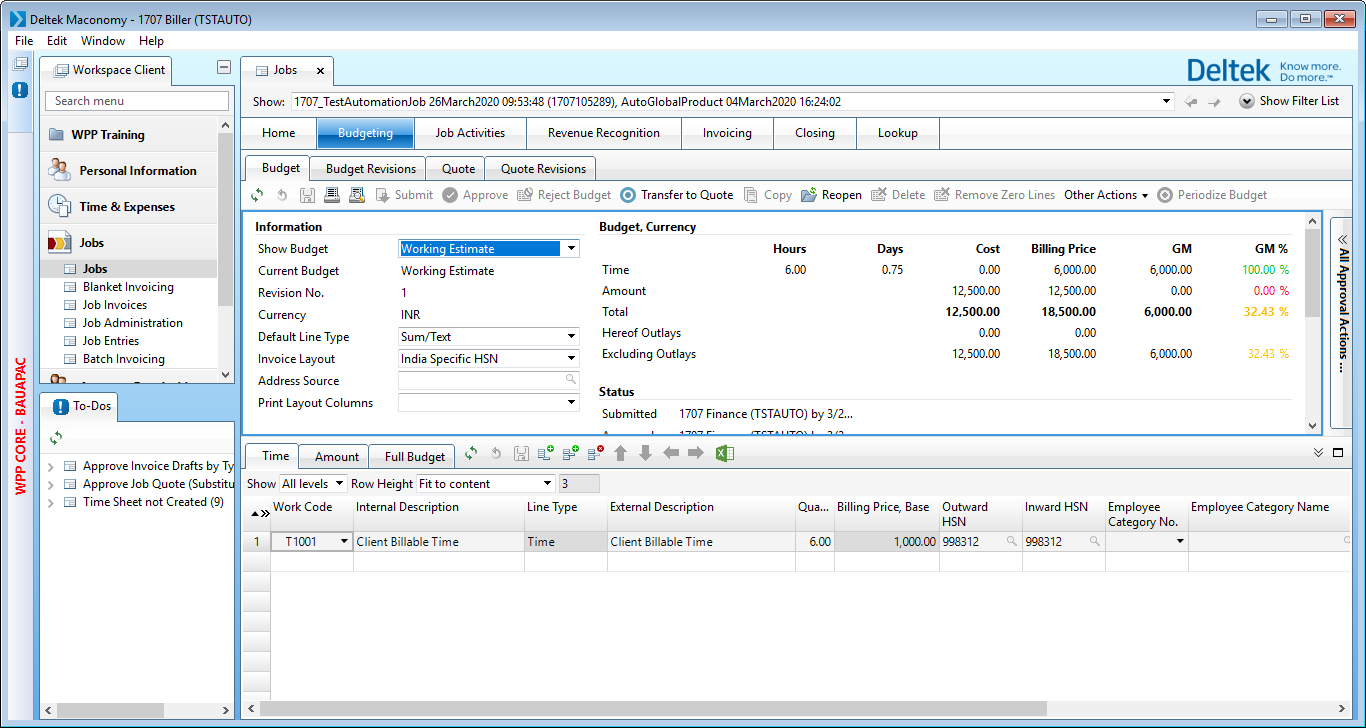 Deltek Maconomy - 1707 Biller (TSTAUTO)
File Edit Window Help
Workspace Client
Search menu
WPP Training
Personal Information
Time & Expenses
Jobs
Jobs
Blanket Invoicing
Job Invoices
Job Administration
Job Entries
Batch Invoicing
WPP CORE - BAUAPAC
To-Dos
Approve Invoice Drafts by Ty
Approve Job Quote (Substitu
Time Sheet not Created (9)
Jobs
Deltek Know more. Do more.™
Show: 1707_TestAutomationJob 26March2020 09:53:48 (1707105289), AutoGlobalProduct 04March2020 16:24:02 Show Filter List
Home Budgeting Job Activities Revenue Recognition Invoicing Closing Lookup
Budget Budget Revisions Quote Quote Revisions
Submit Approve Reject Budget Transfer to Quote Copy Reopen Delete Remove Zero Lines Other Actions Periodize Budget
Information
Show Budget Working Estimate
Current Budget Working Estimate
Revision No. 1
Currency INR
Default Line Type Sum/Text
Invoice Layout India Specific HSN
Address Source
Print Layout Columns
Budget, Currency
Hours Days Cost Billing Price GM GM %
Time 6.00 0.75 0.00 6,000.00 6,000.00 100.00 %
Amount 12,500.00 12,500.00 0.00 0.00 %
Total 12,500.00 18,500.00 6,000.00 32.43 %
Hereof Outlays 0.00 0.00
Excluding Outlays 12,500.00 18,500.00 6,000.00 32.43 %
Status
Submitted 1707 Finance (TSTAUTO) by 3/2...
All Approval Actions ...
Time Amount Full Budget
Show All levels Row Height Fit to content 3
Work Code Internal Description Line Type External Description Qua... Billing Price, Base Outward HSN Inward HSN Employee Category No. Employee Category Name
1 T1001 Client Billable Time Time Client Billable Time 6.00 1,000.00 998312 998312